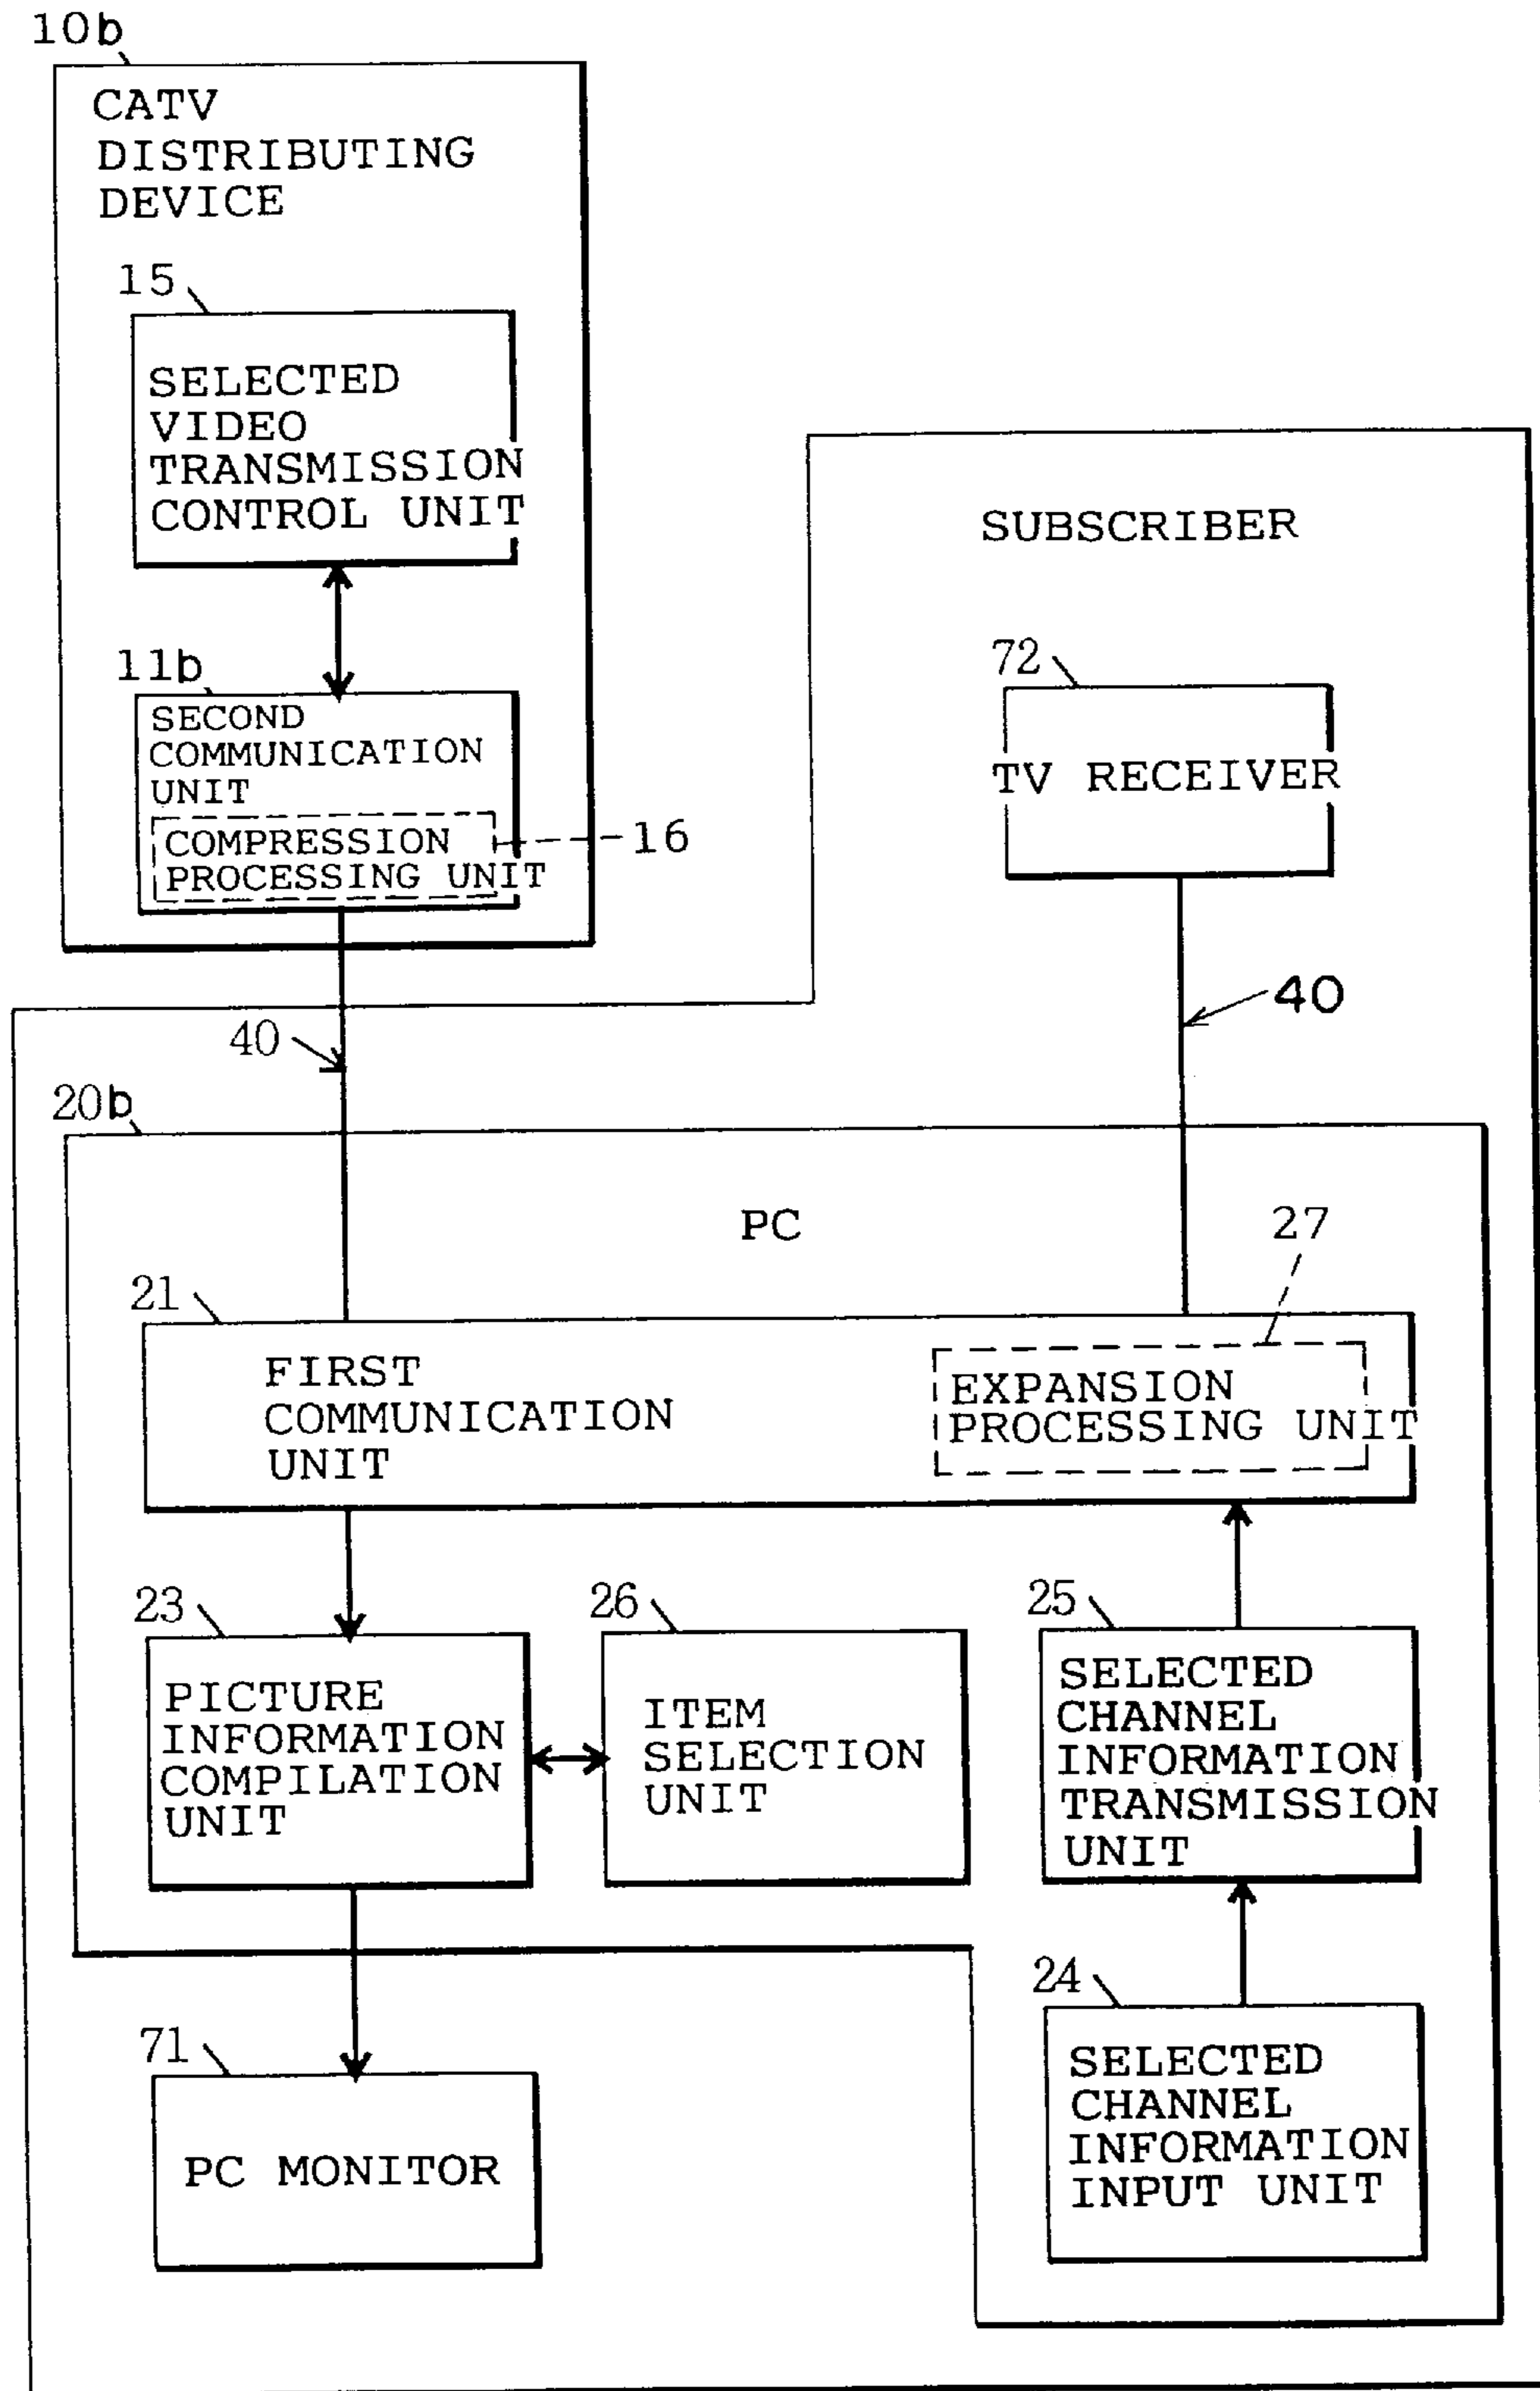 10b
CATV
DISTRIBUTING
DEVICE
15
SELECTED
VIDEO
TRANSMISSION
CONTROL UNIT
SUBSCRIBER
11b
SECOND
COMMUNICATION
UNIT
COMPRESSION
PROCESSING UNIT
16
72
TV RECEIVER
40
40
20b
PC
27
21
FIRST
COMMUNICATION
UNIT
EXPANSION
PROCESSING UNIT
23
PICTURE
INFORMATION
COMPILATION
UNIT
26
ITEM
SELECTION
UNIT
25
SELECTED
CHANNEL
INFORMATION
TRANSMISSION
UNIT
24
SELECTED
CHANNEL
INFORMATION
INPUT UNIT
71
PC MONITOR